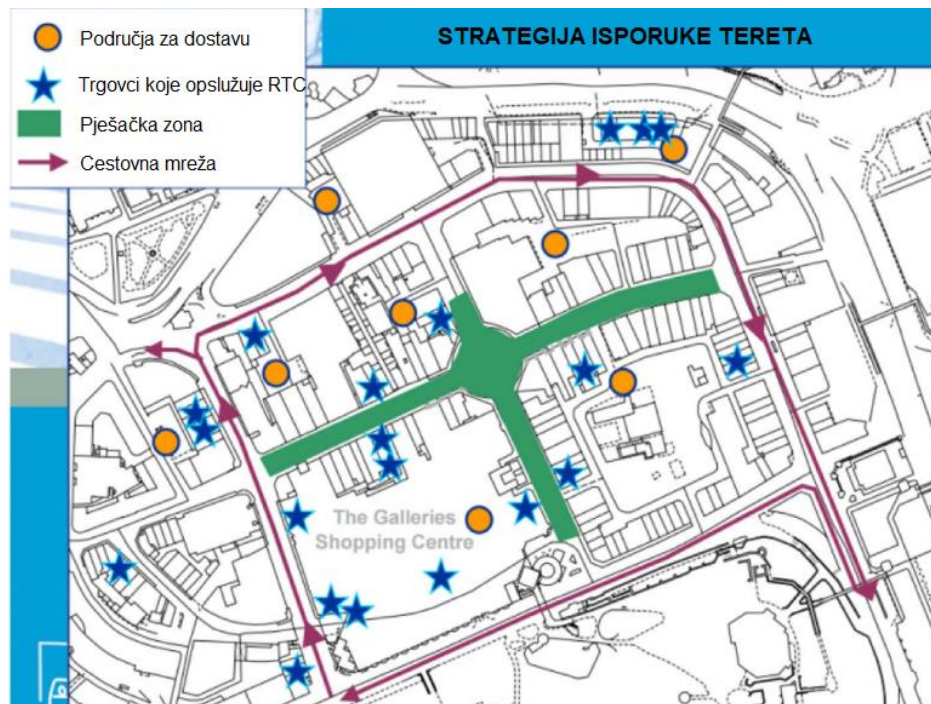 STRATEGIJA ISPORUKE TERETA
Područja za dostavu
Trgovci koje opslužuje RTC
Pješačka zona
Cestovna mreža
The Galleries
Shopping Centre